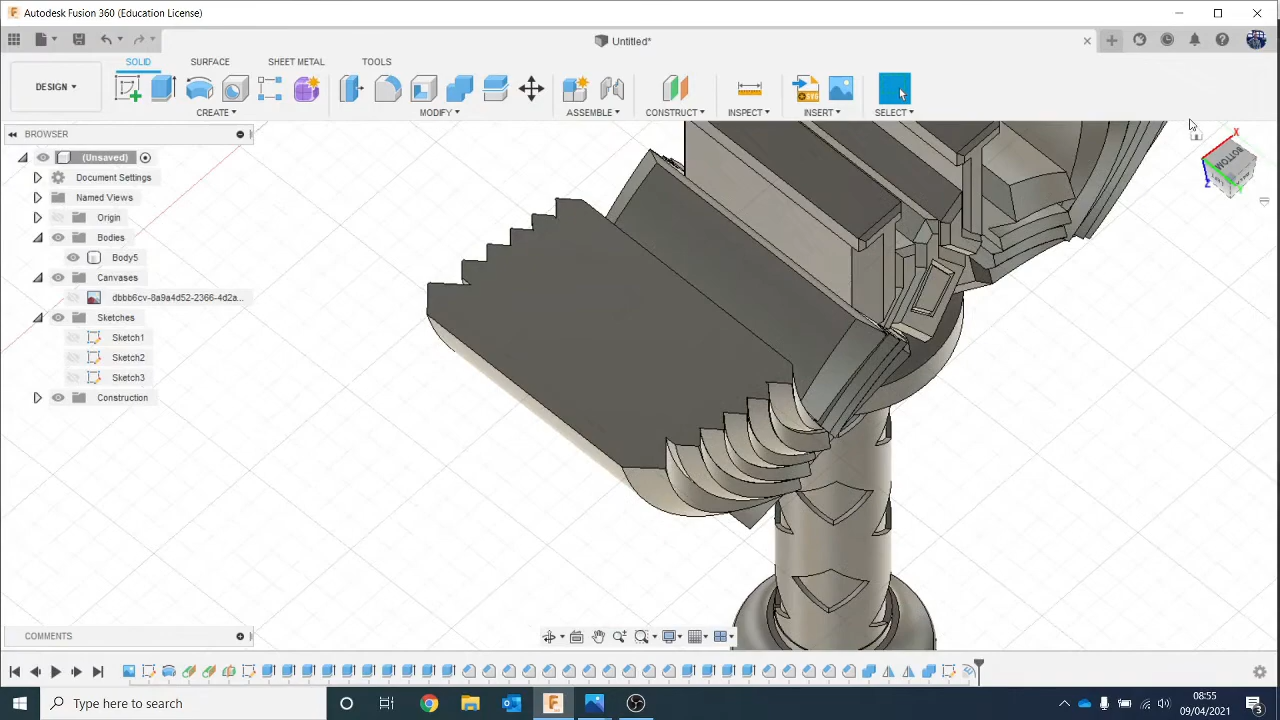 Autodesk Fusion 360 (Education License)
Untitled*
SOLID SURFACE SHEET METAL TOOLS
DESIGN
CREATE MODIFY ASSEMBLE CONSTRUCT INSPECT INSERT SELECT
BROWSER
(Unsaved)
Document Settings
Named Views
Origin
Bodies
Body5
Canvases
dbbb6cv-8a9a4d52-2366-4d2a...
Sketches
Sketch1
Sketch2
Sketch3
Construction
X
BOTTOM
Z
COMMENTS
Type here to search
08:55
09/04/2021
3